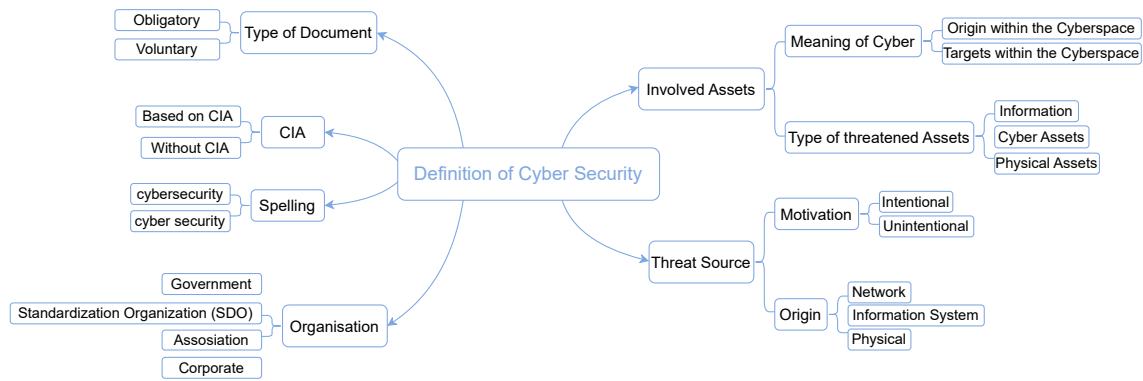 Type of Document
Obligatory
Voluntary
CIA
Based on CIA
Without CIA
Spelling
cybersecurity
cyber security
Organisation
Government
Standardization Organization (SDO)
Assosiation
Corporate
Definition of Cyber Security
Involved Assets
Meaning of Cyber
Origin within the Cyberspace
Targets within the Cyberspace
Type of threatened Assets
Information
Cyber Assets
Physical Assets
Threat Source
Motivation
Intentional
Unintentional
Origin
Network
Information System
Physical